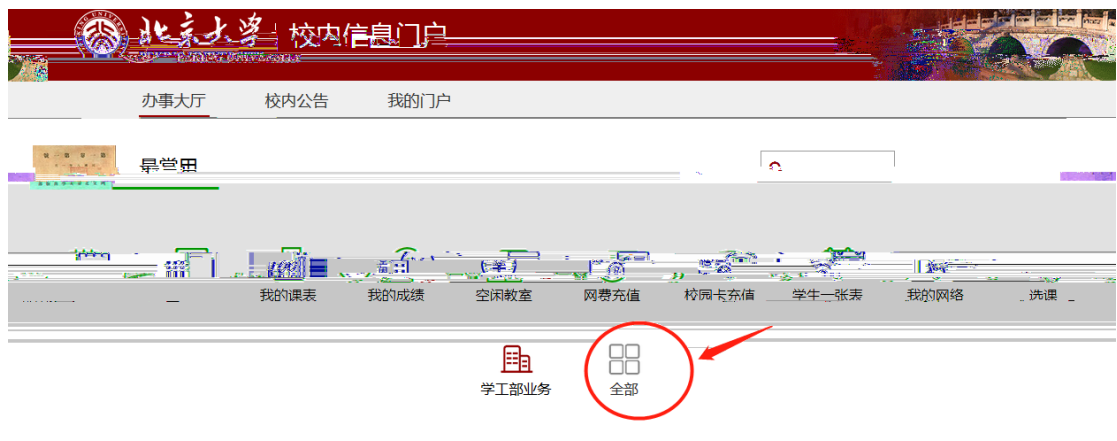 北京大学 校内信息门户
办事大厅 校内公告 我的门户
最常用
我的课表 我的成绩 空闲教室 网费充值 校园卡充值 学生一张表 我的网络 选课
学工部业务 全部